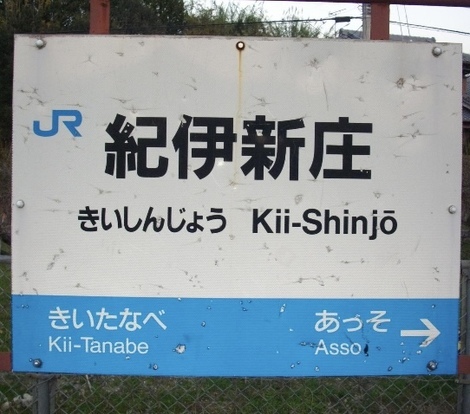 JR
紀伊新庄
きいしんじょう Kii-Shinjō
きいたなべ あっそ →
Kii-Tanabe Asso